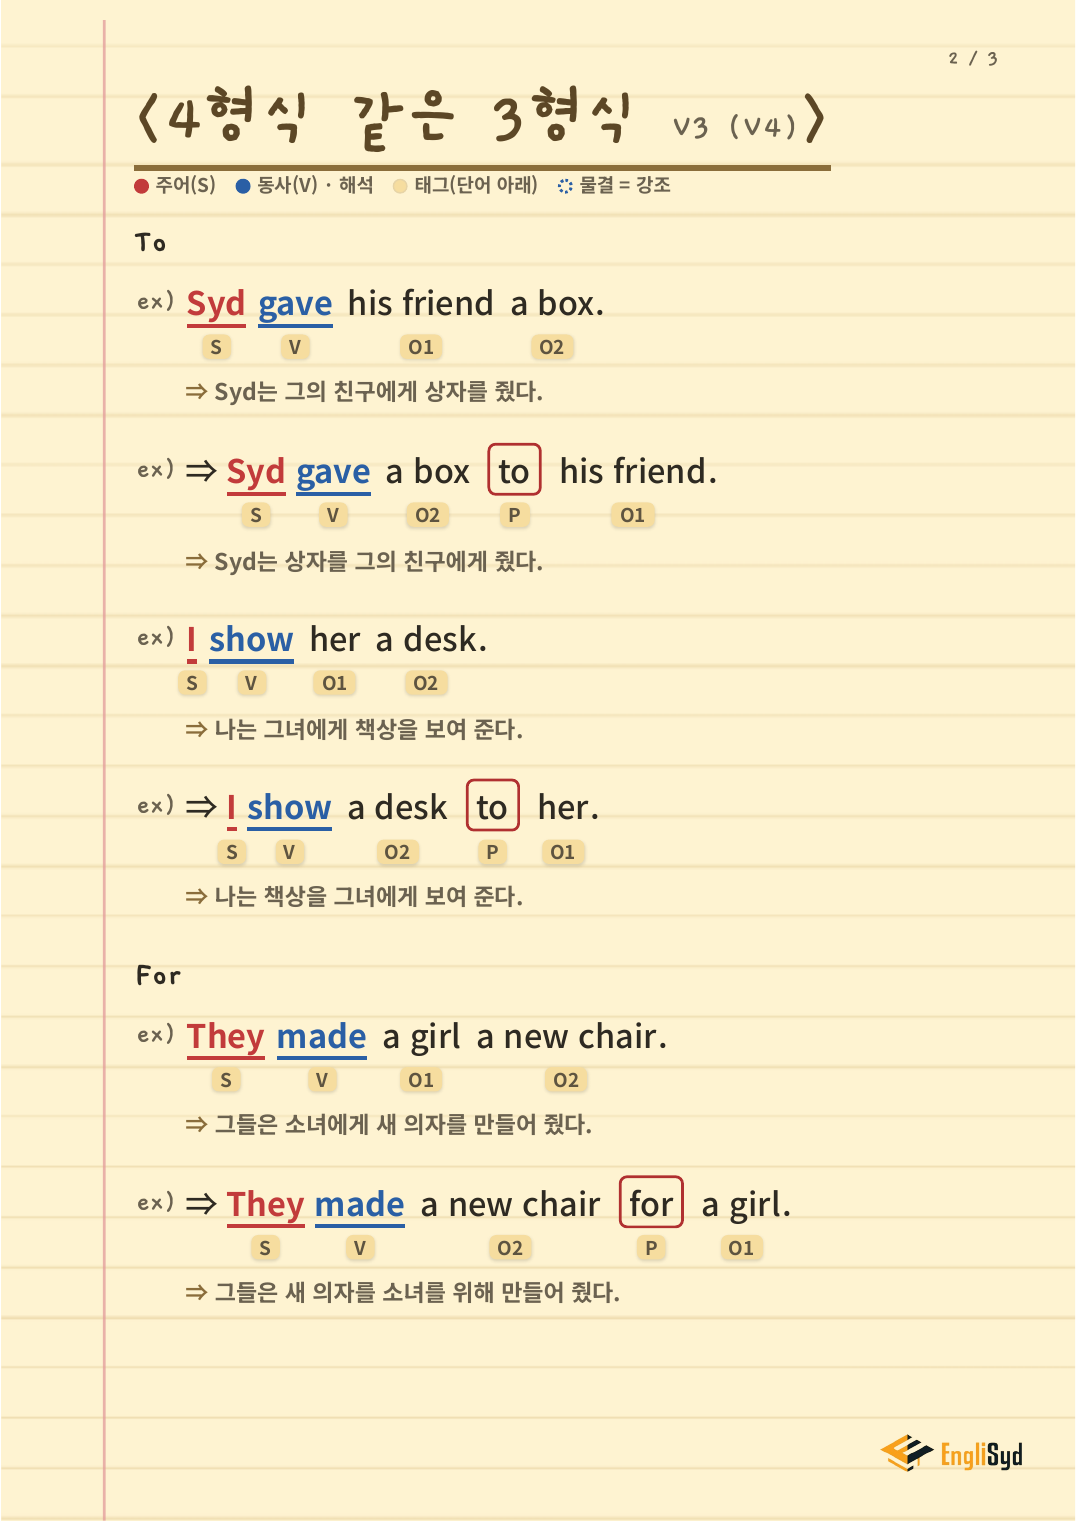 2 / 3
<4형식 같은 3형식 V3 (V4)>
주어(S) 동사(V) · 해석 태그(단어 아래) 물결 = 강조
To
ex) Syd gave his friend a box.
S V O1 O2
⇒ Syd는 그의 친구에게 상자를 줬다.
ex) ⇒ Syd gave a box to his friend.
S V O2 P O1
⇒ Syd는 상자를 그의 친구에게 줬다.
ex) I show her a desk.
S V O1 O2
⇒ 나는 그녀에게 책상을 보여 준다.
ex) ⇒ I show a desk to her.
S V O2 P O1
⇒ 나는 책상을 그녀에게 보여 준다.
For
ex) They made a girl a new chair.
S V O1 O2
⇒ 그들은 소녀에게 새 의자를 만들어 줬다.
ex) ⇒ They made a new chair for a girl.
S V O2 P O1
⇒ 그들은 새 의자를 소녀를 위해 만들어 줬다.
EngliSyd